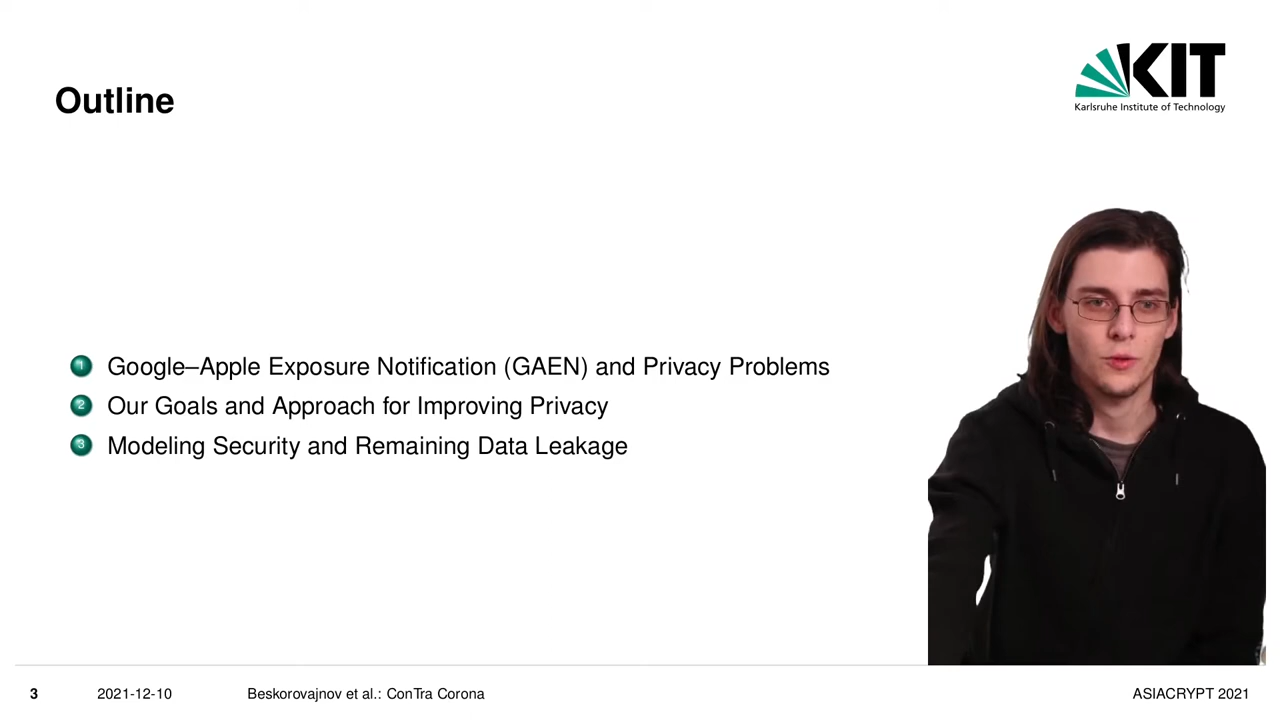 Outline
KIT
Karlsruhe Institute of Technology
1 Google–Apple Exposure Notification (GAEN) and Privacy Problems
2 Our Goals and Approach for Improving Privacy
3 Modeling Security and Remaining Data Leakage
3 2021-12-10 Beskorovajnov et al.: ConTra Corona ASIACRYPT 2021